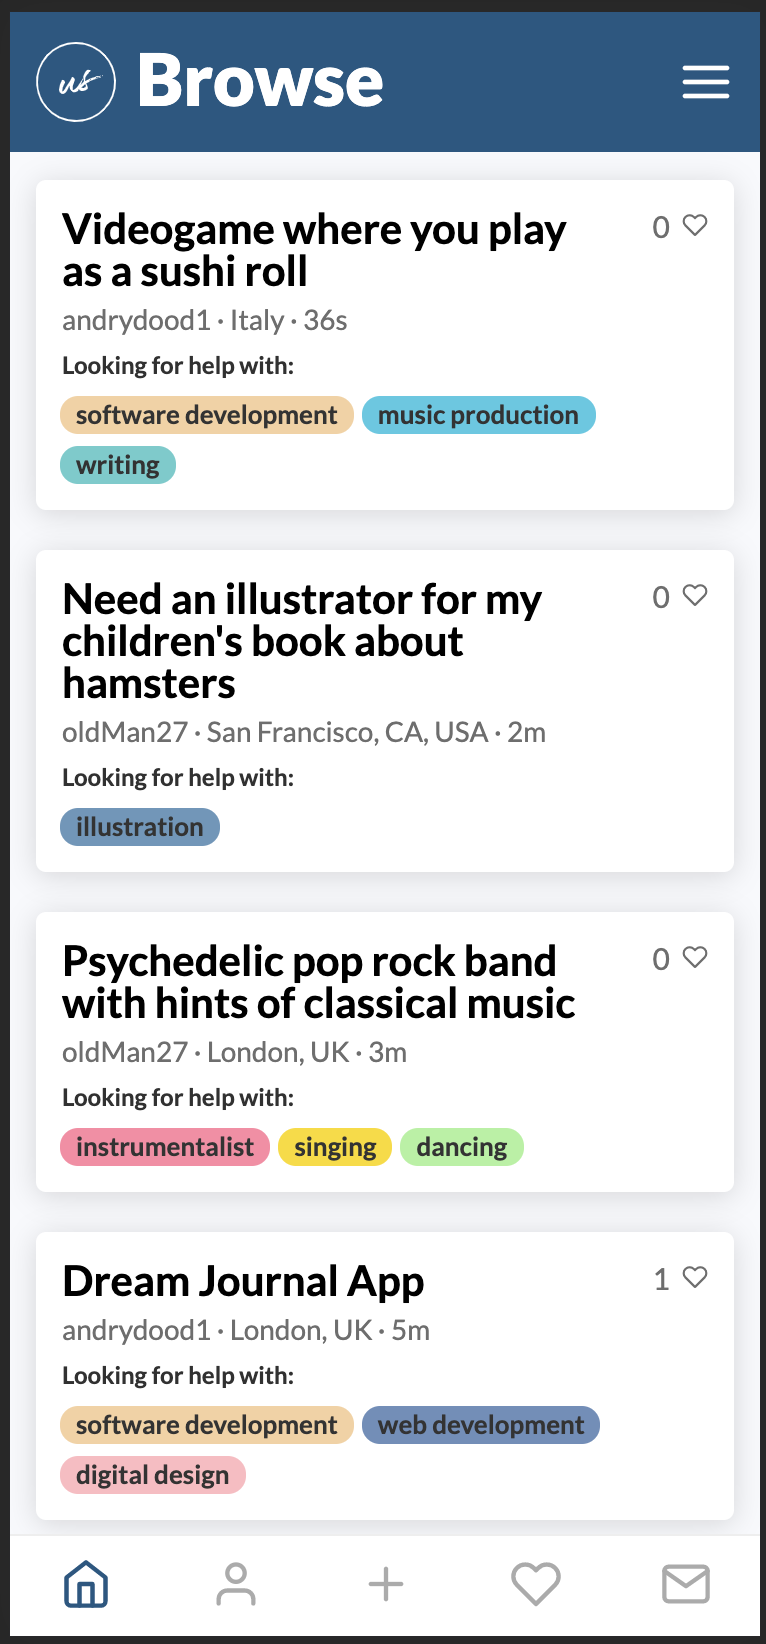 us Browse
Videogame where you play
as a sushi roll
0
andrydood1 · Italy · 36s
Looking for help with:
software development music production
writing
Need an illustrator for my
children's book about
hamsters
0
oldMan27 · San Francisco, CA, USA · 2m
Looking for help with:
illustration
Psychedelic pop rock band
with hints of classical music
0
oldMan27 · London, UK · 3m
Looking for help with:
instrumentalist singing dancing
Dream Journal App
1
andrydood1 · London, UK · 5m
Looking for help with:
software development web development
digital design